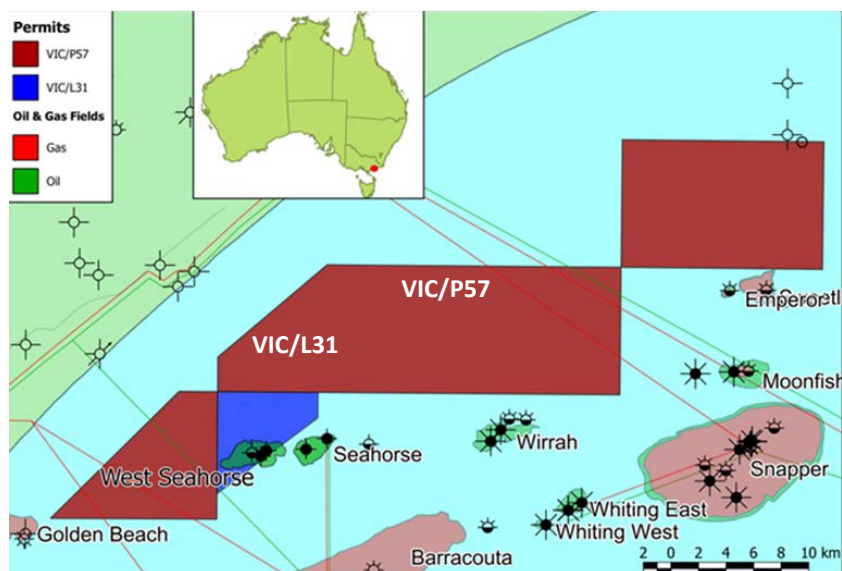 Permits
VIC/P57
VIC/L31
Oil & Gas Fields
Gas
Oil
VIC/P57
VIC/L31
Emperor
Moonfish
Wirrah
Seahorse
West Seahorse
Snapper
Whiting East
Whiting West
Golden Beach
Barracouta
2 0 2 4 6 8 10 km